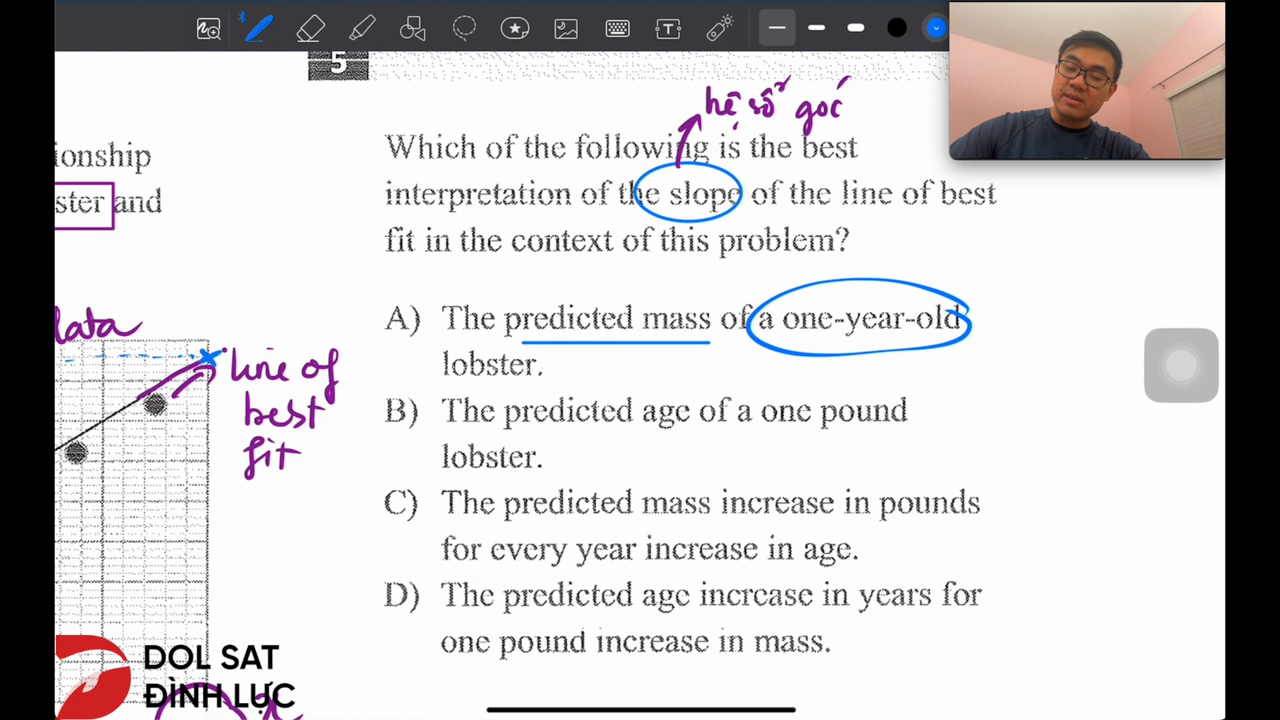 5
hệ số góc
ionship
ster and
Which of the following is the best
interpretation of the slope of the line of best
fit in the context of this problem?
A) The predicted mass of a one-year-old
lobster.
B) The predicted age of a one pound
lobster.
C) The predicted mass increase in pounds
for every year increase in age.
D) The predicted age increase in years for
one pound increase in mass.
data
line of
best
fit
DOL SAT
ĐÌNH LỰC